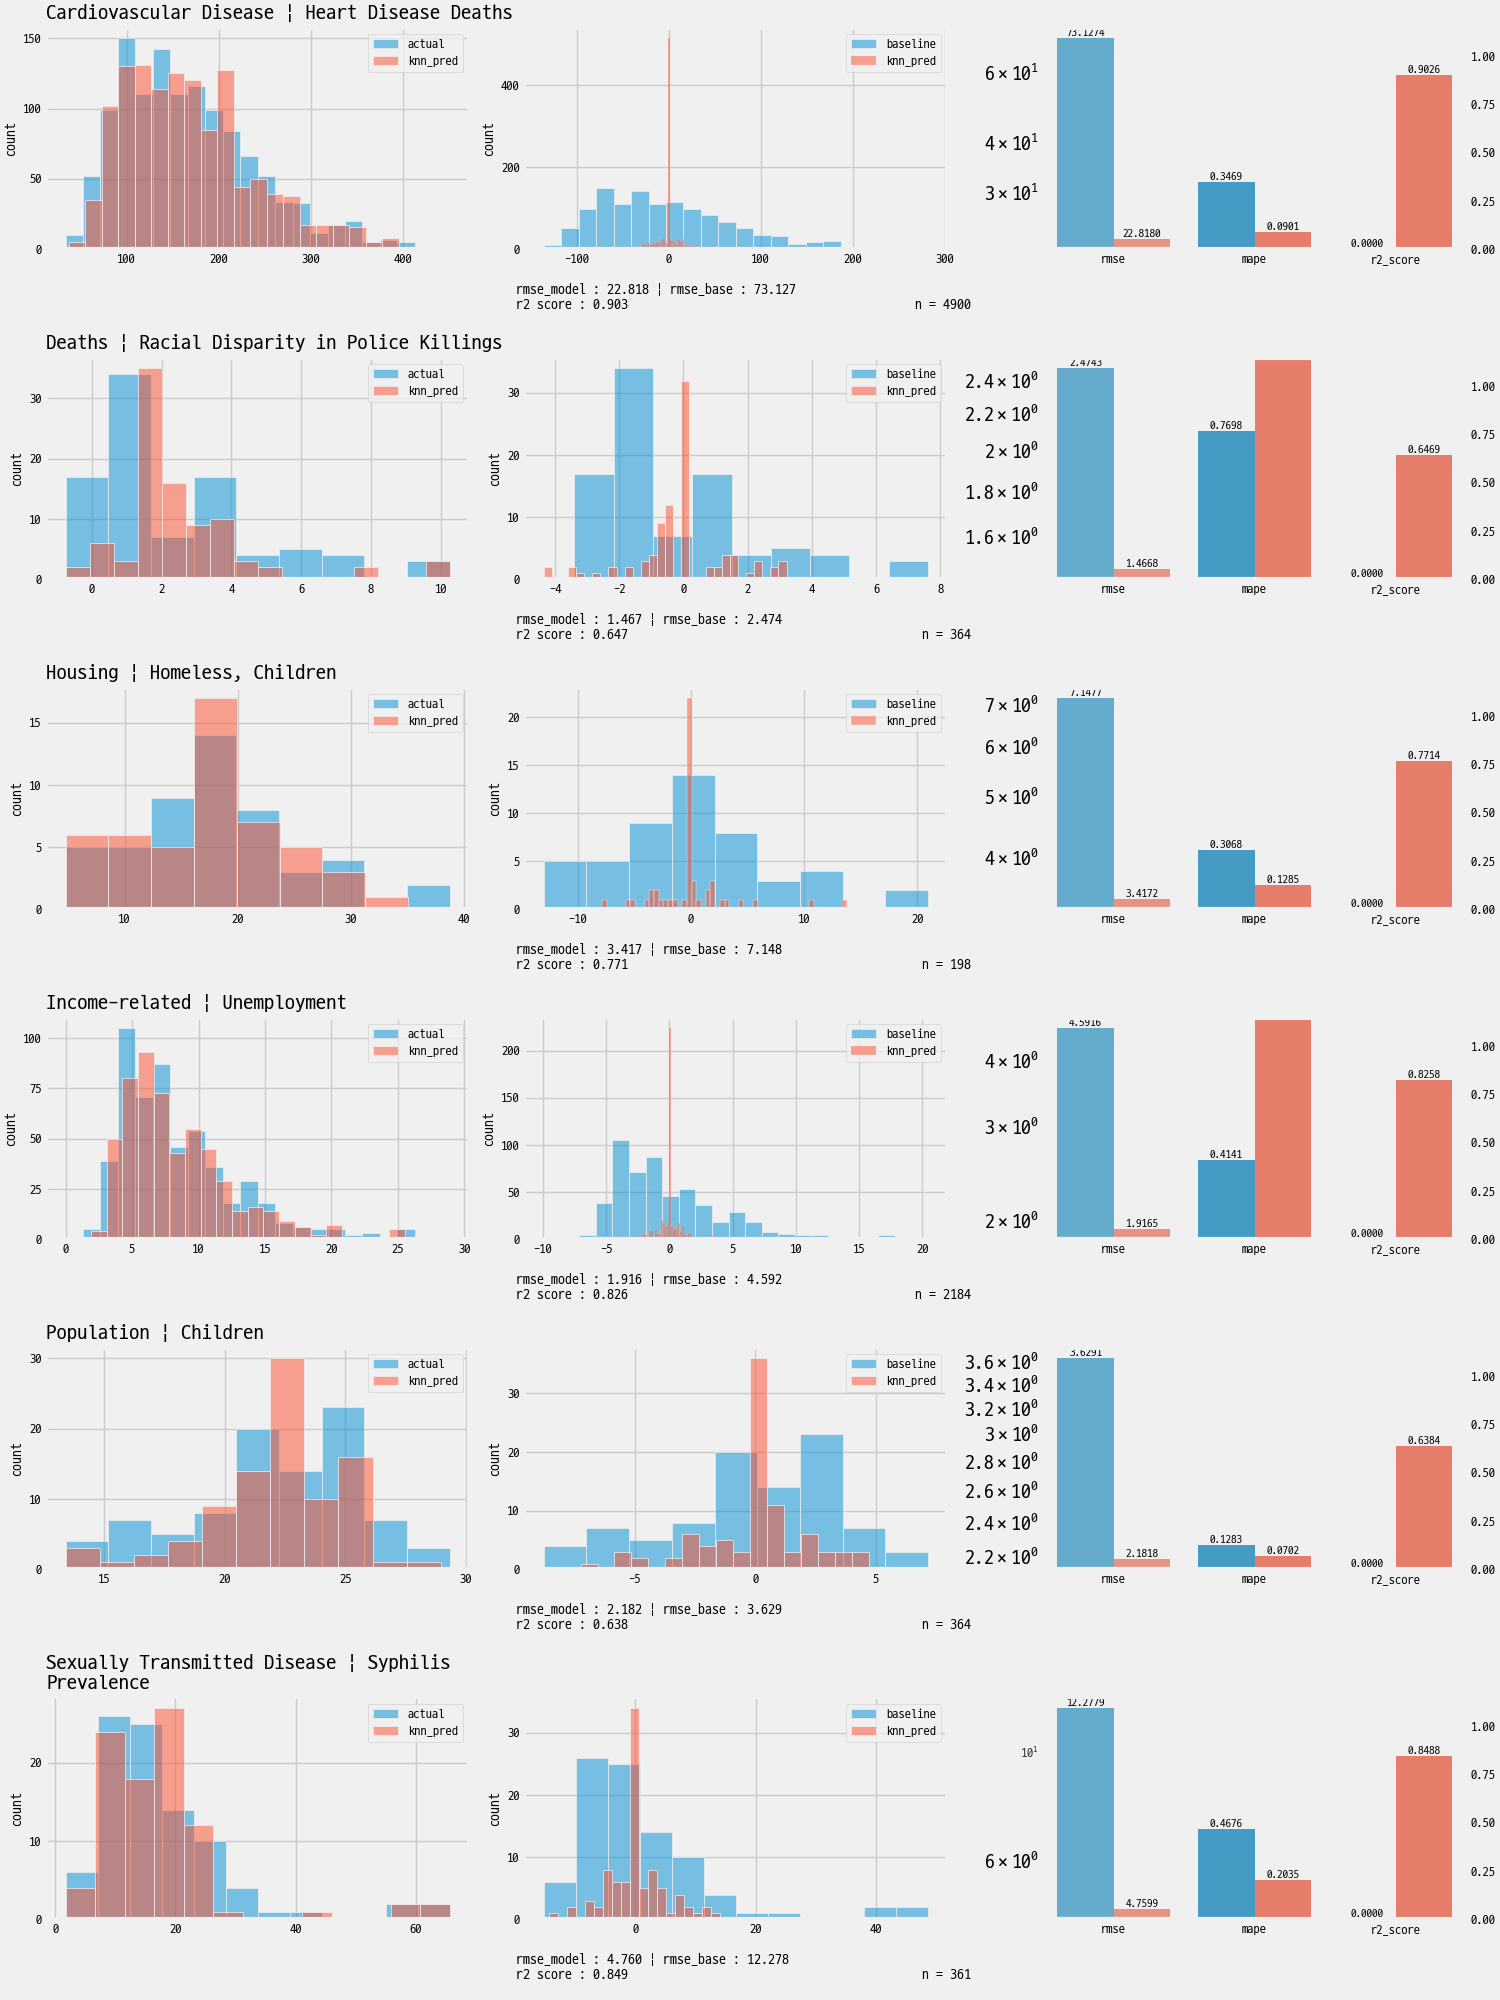 Cardiovascular Disease ¦ Heart Disease Deaths
150
100
50
0
count
100 200 300 400
actual
knn_pred
400
200
0
count
−100 0 100 200 300
baseline
knn_pred
rmse_model : 22.818 ¦ rmse_base : 73.127
r2 score : 0.903 n = 4900
6 × 10¹
4 × 10¹
3 × 10¹
73.1274
22.8180
0.3469
0.0901
0.0000
0.9026
rmse mape r2_score
1.00
0.75
0.50
0.25
0.00
Deaths ¦ Racial Disparity in Police Killings
30
20
10
0
count
0 2 4 6 8 10
actual
knn_pred
30
20
10
0
count
−4 −2 0 2 4 6 8
baseline
knn_pred
rmse_model : 1.467 ¦ rmse_base : 2.474
r2 score : 0.647 n = 364
2.4 × 10⁰
2.2 × 10⁰
2 × 10⁰
1.8 × 10⁰
1.6 × 10⁰
2.4743
1.4668
0.7698
0.0000
0.6469
rmse mape r2_score
1.00
0.75
0.50
0.25
0.00
Housing ¦ Homeless, Children
15
10
5
0
count
10 20 30 40
actual
knn_pred
20
15
10
5
0
count
−10 0 10 20
baseline
knn_pred
rmse_model : 3.417 ¦ rmse_base : 7.148
r2 score : 0.771 n = 198
7 × 10⁰
6 × 10⁰
5 × 10⁰
4 × 10⁰
7.1477
3.4172
0.3068
0.1285
0.0000
0.7714
rmse mape r2_score
1.00
0.75
0.50
0.25
0.00
Income−related ¦ Unemployment
100
75
50
25
0
count
0 5 10 15 20 25 30
actual
knn_pred
200
150
100
50
0
count
−10 −5 0 5 10 15 20
baseline
knn_pred
rmse_model : 1.916 ¦ rmse_base : 4.592
r2 score : 0.826 n = 2184
4 × 10⁰
3 × 10⁰
2 × 10⁰
4.5916
1.9165
0.4141
0.0000
0.8258
rmse mape r2_score
1.00
0.75
0.50
0.25
0.00
Population ¦ Children
30
20
10
0
count
15 20 25 30
actual
knn_pred
30
20
10
0
count
−5 0 5
baseline
knn_pred
rmse_model : 2.182 ¦ rmse_base : 3.629
r2 score : 0.638 n = 364
3.6 × 10⁰
3.4 × 10⁰
3.2 × 10⁰
3 × 10⁰
2.8 × 10⁰
2.6 × 10⁰
2.4 × 10⁰
2.2 × 10⁰
3.6291
2.1818
0.1283
0.0702
0.0000
0.6384
rmse mape r2_score
1.00
0.75
0.50
0.25
0.00
Sexually Transmitted Disease ¦ Syphilis
Prevalence
20
10
0
count
0 20 40 60
actual
knn_pred
30
20
10
0
count
0 20 40
baseline
knn_pred
rmse_model : 4.760 ¦ rmse_base : 12.278
r2 score : 0.849 n = 361
10¹
6 × 10⁰
12.2779
4.7599
0.4676
0.2035
0.0000
0.8488
rmse mape r2_score
1.00
0.75
0.50
0.25
0.00